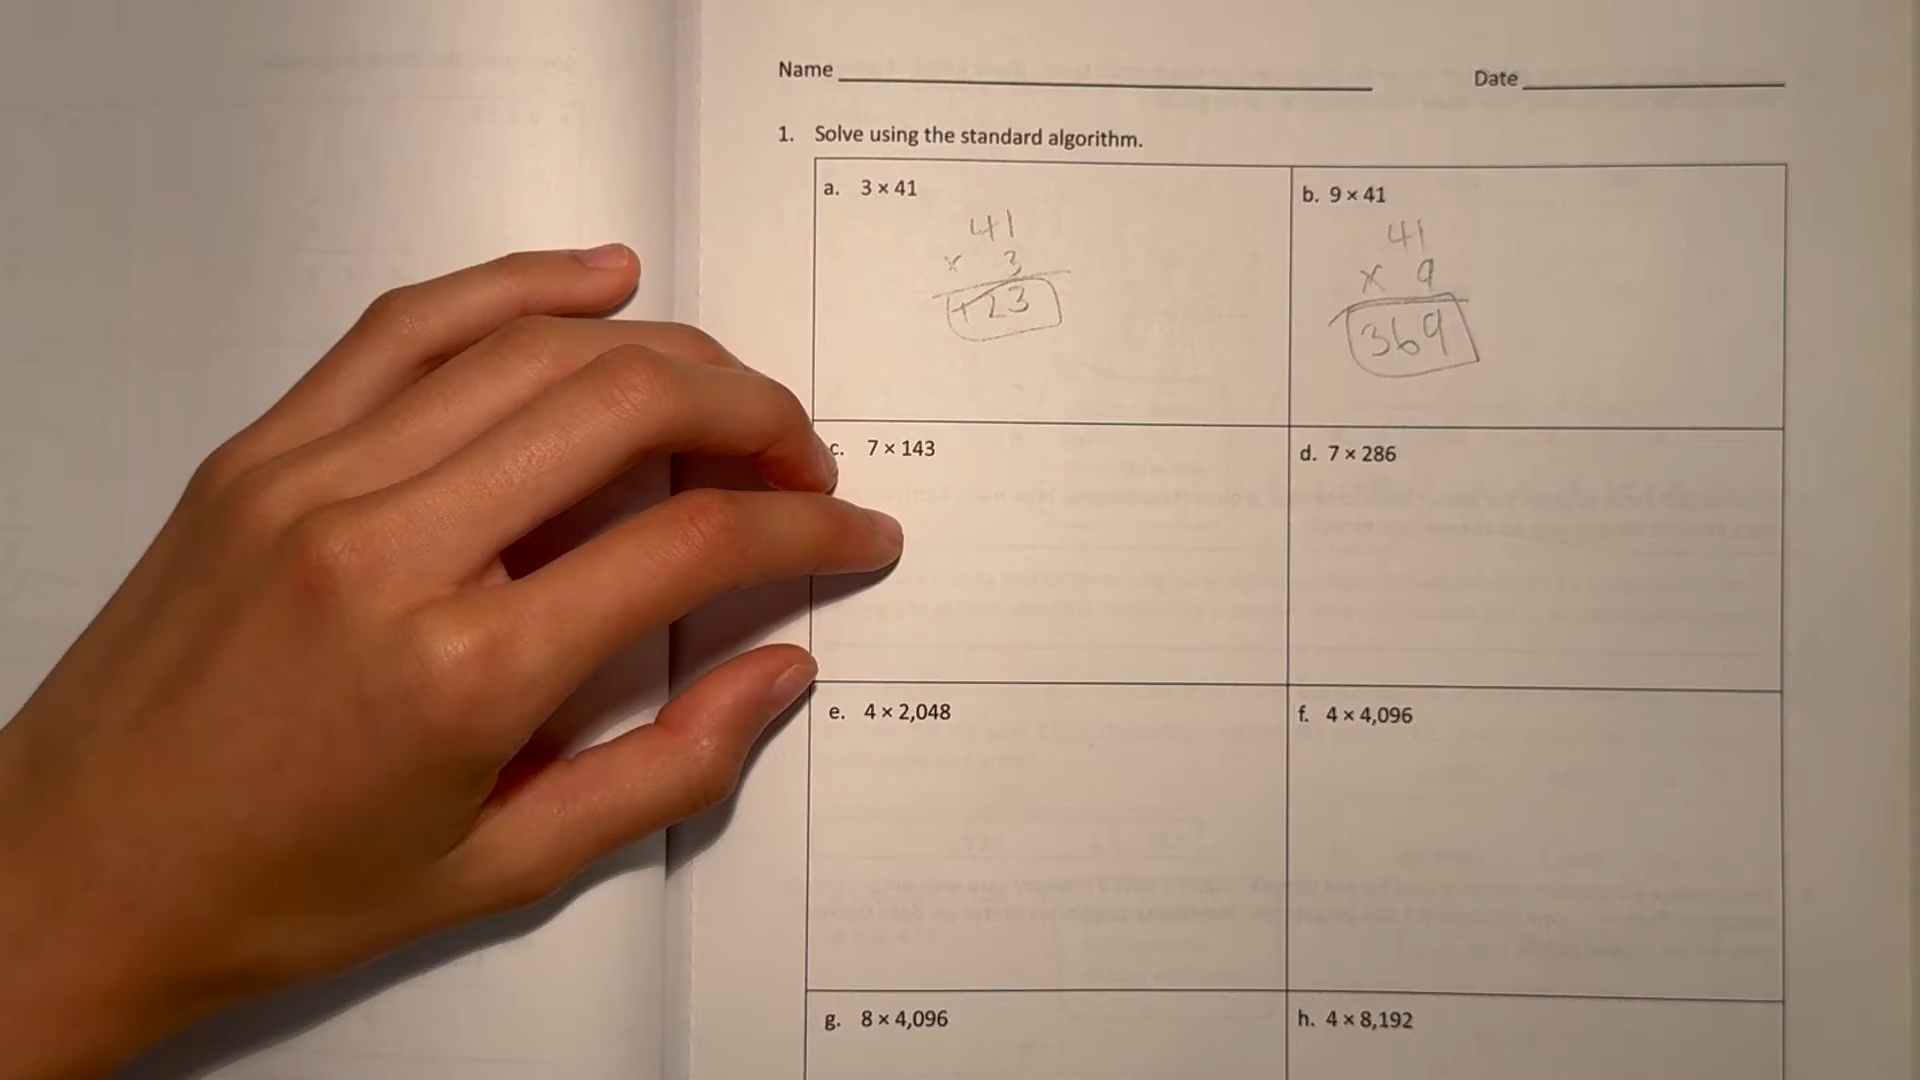 Name Date
1. Solve using the standard algorithm.
a. 3 × 41
41
× 3
123
b. 9 × 41
41
× 9
369
c. 7 × 143
d. 7 × 286
e. 4 × 2,048
f. 4 × 4,096
g. 8 × 4,096
h. 4 × 8,192